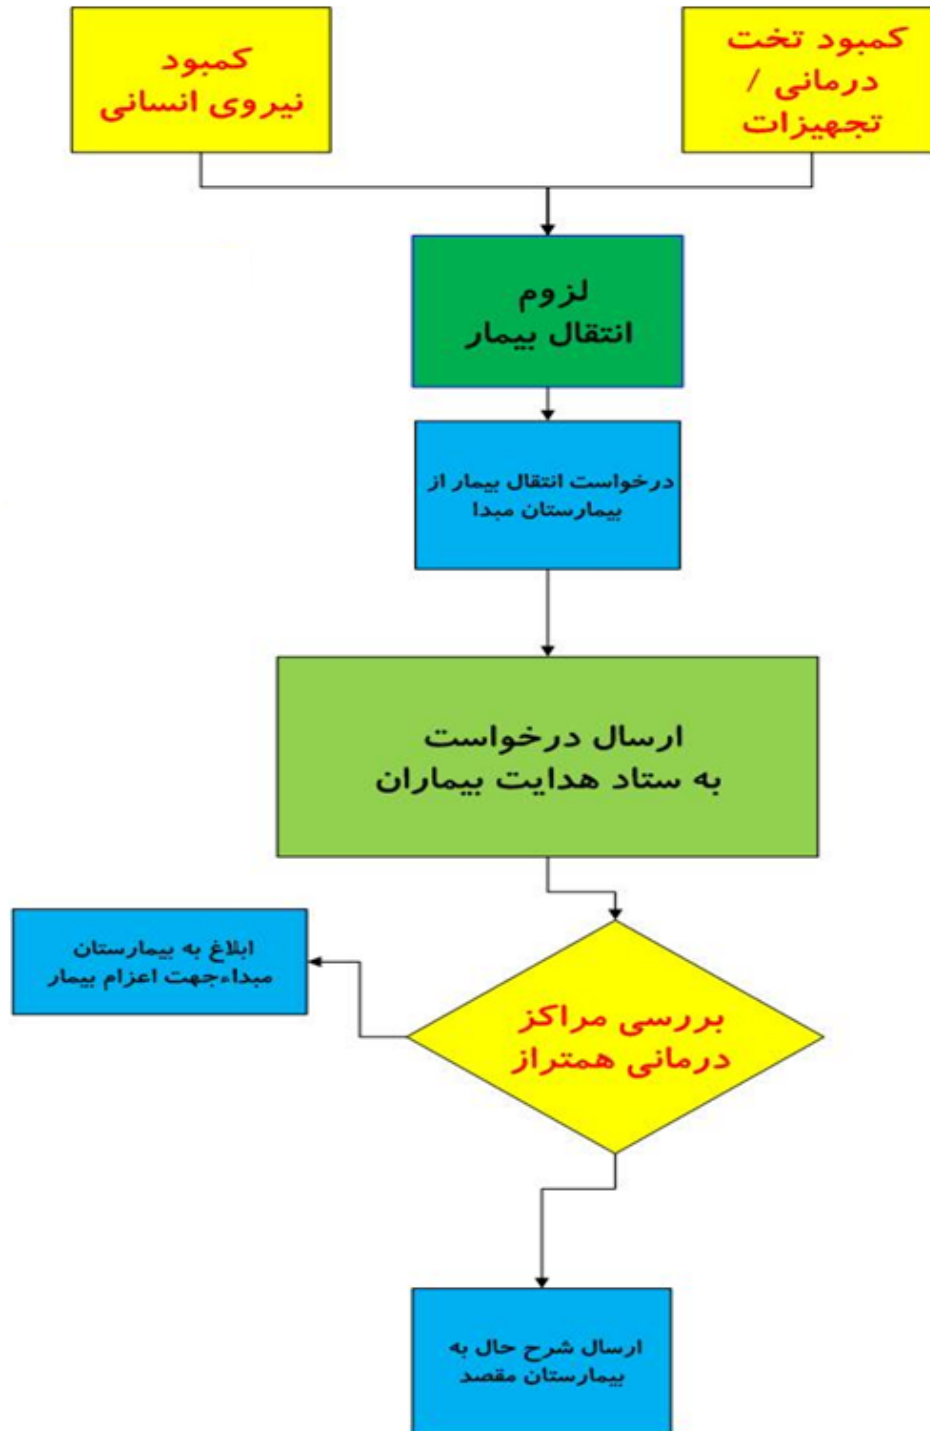 کمبود تخت
درمانی /
تجهیزات
کمبود
نیروی انسانی
لزوم
انتقال بیمار
درخواست انتقال بیمار از
بیمارستان مبدا
ارسال درخواست
به ستاد هدایت بیماران
بررسی مراکز
درمانی همتراز
ابلاغ به بیمارستان
مبداءجهت اعزام بیمار
ارسال شرح حال به
بیمارستان مقصد